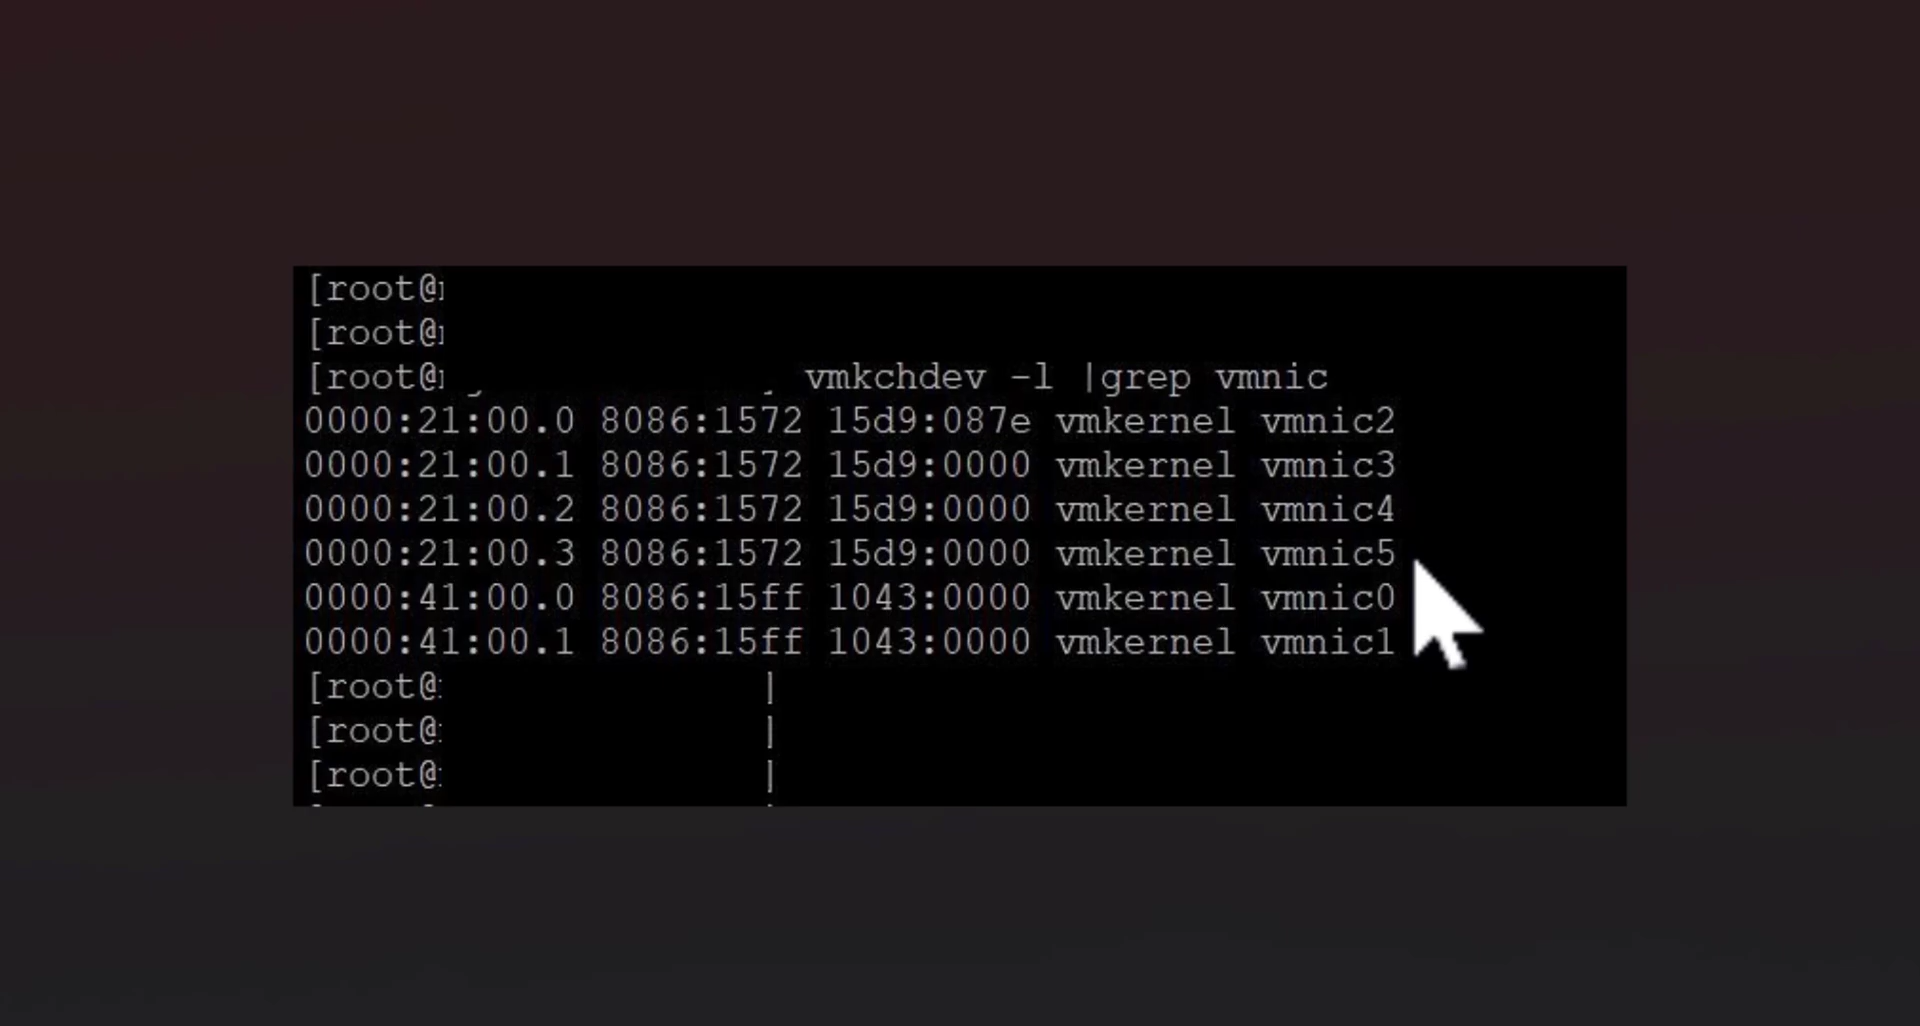 [root@
[root@
[root@ vmkchdev -l |grep vmnic
0000:21:00.0 8086:1572 15d9:087e vmkernel vmnic2
0000:21:00.1 8086:1572 15d9:0000 vmkernel vmnic3
0000:21:00.2 8086:1572 15d9:0000 vmkernel vmnic4
0000:21:00.3 8086:1572 15d9:0000 vmkernel vmnic5
0000:41:00.0 8086:15ff 1043:0000 vmkernel vmnic0
0000:41:00.1 8086:15ff 1043:0000 vmkernel vmnic1
[root@ ]
[root@ ]
[root@ ]